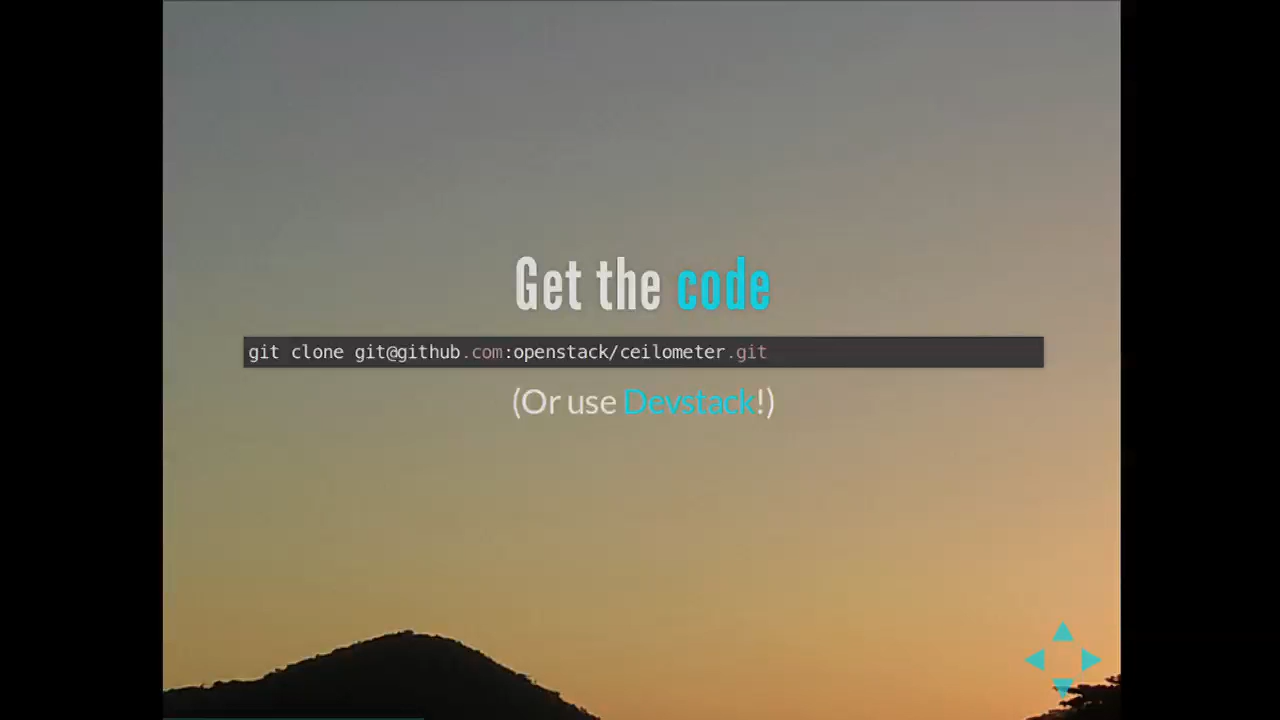 Get the code
git clone git@github.com:openstack/ceilometer.git
(Or use Devstack!)